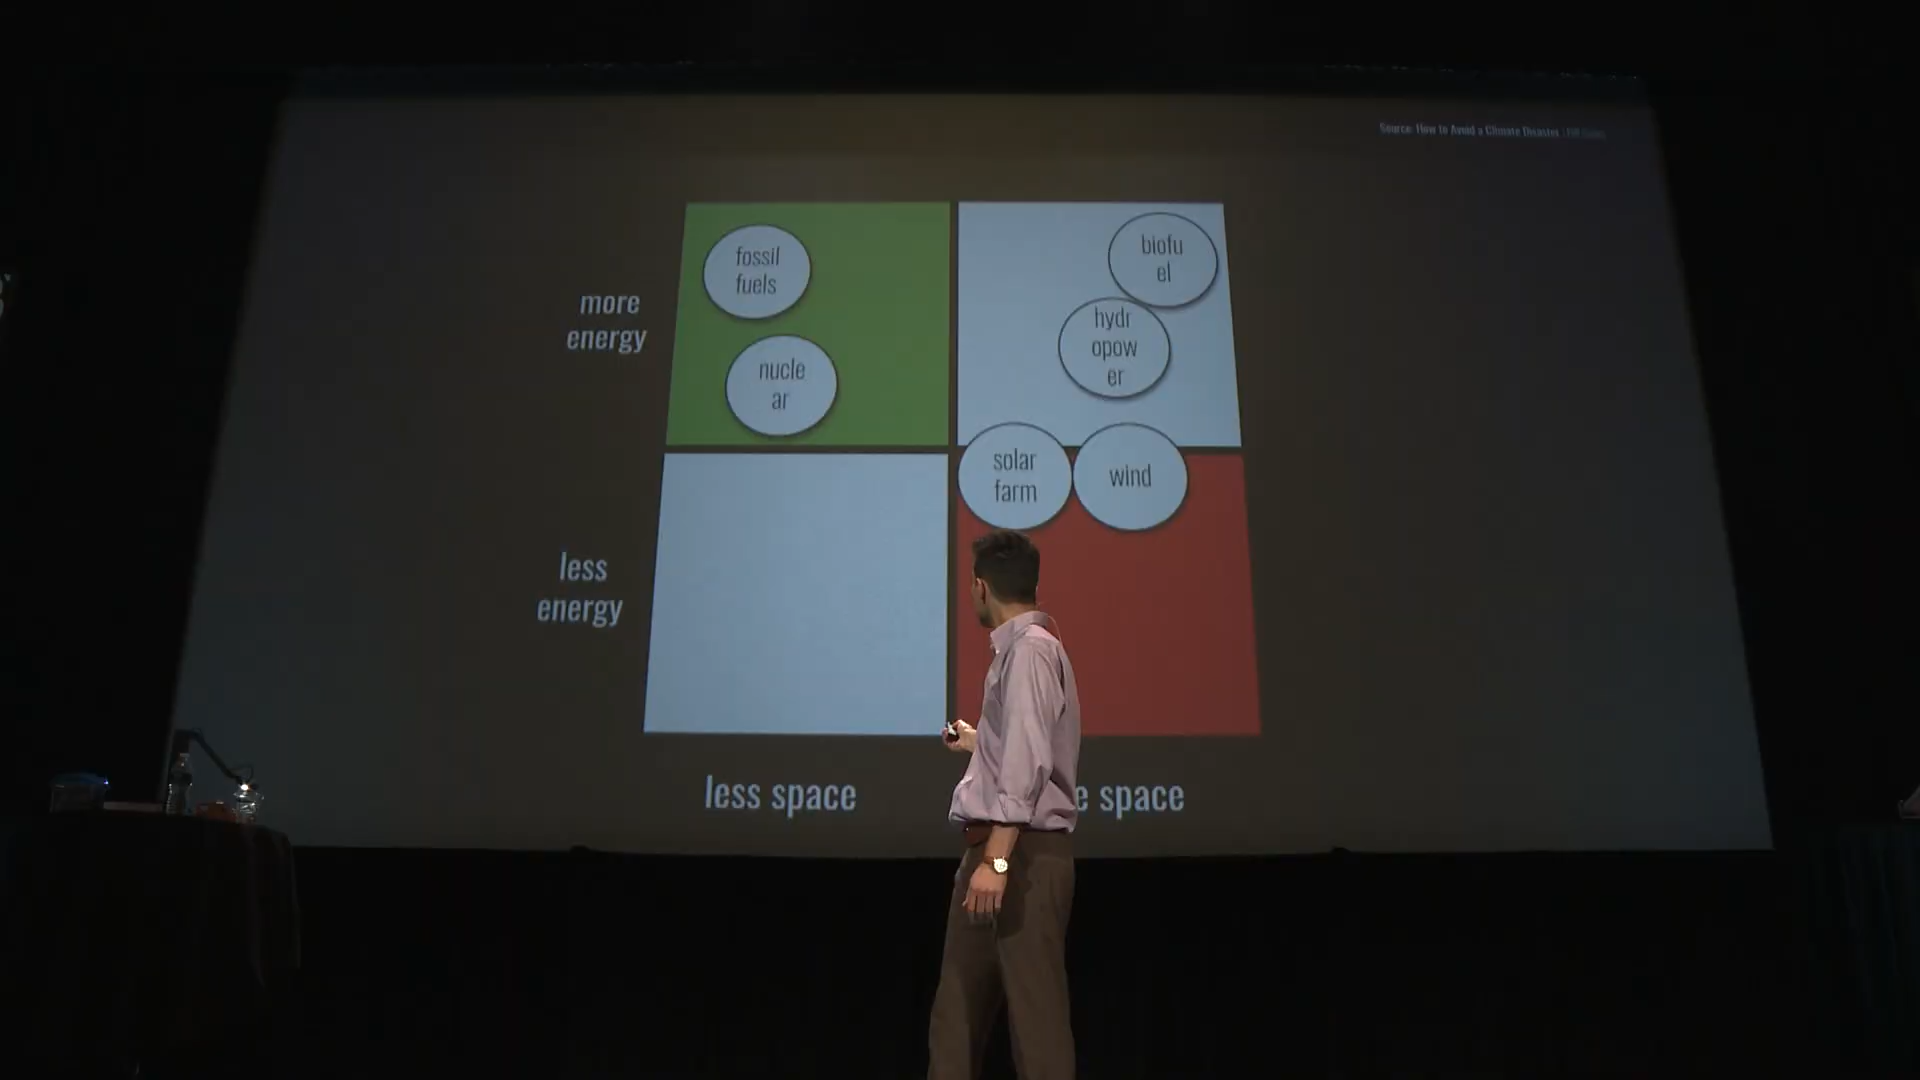 Source: How to Avoid a Climate Disaster
fossil
fuels
nucle
ar
biofu
el
hydr
opow
er
solar
farm
wind
more
energy
less
energy
less space
e space